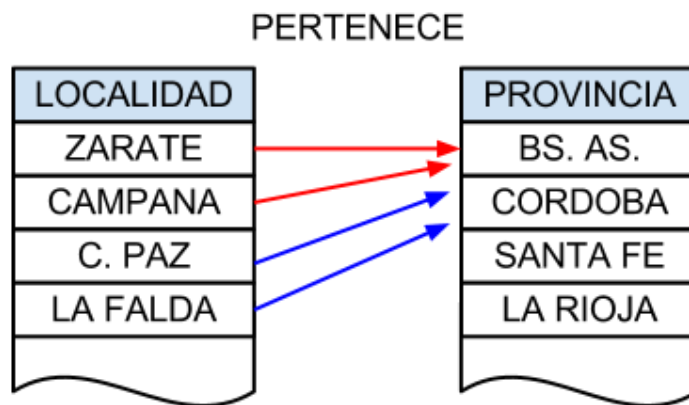 PERTENECE
LOCALIDAD
ZARATE
CAMPANA
C. PAZ
LA FALDA
PROVINCIA
BS. AS.
CORDOBA
SANTA FE
LA RIOJA